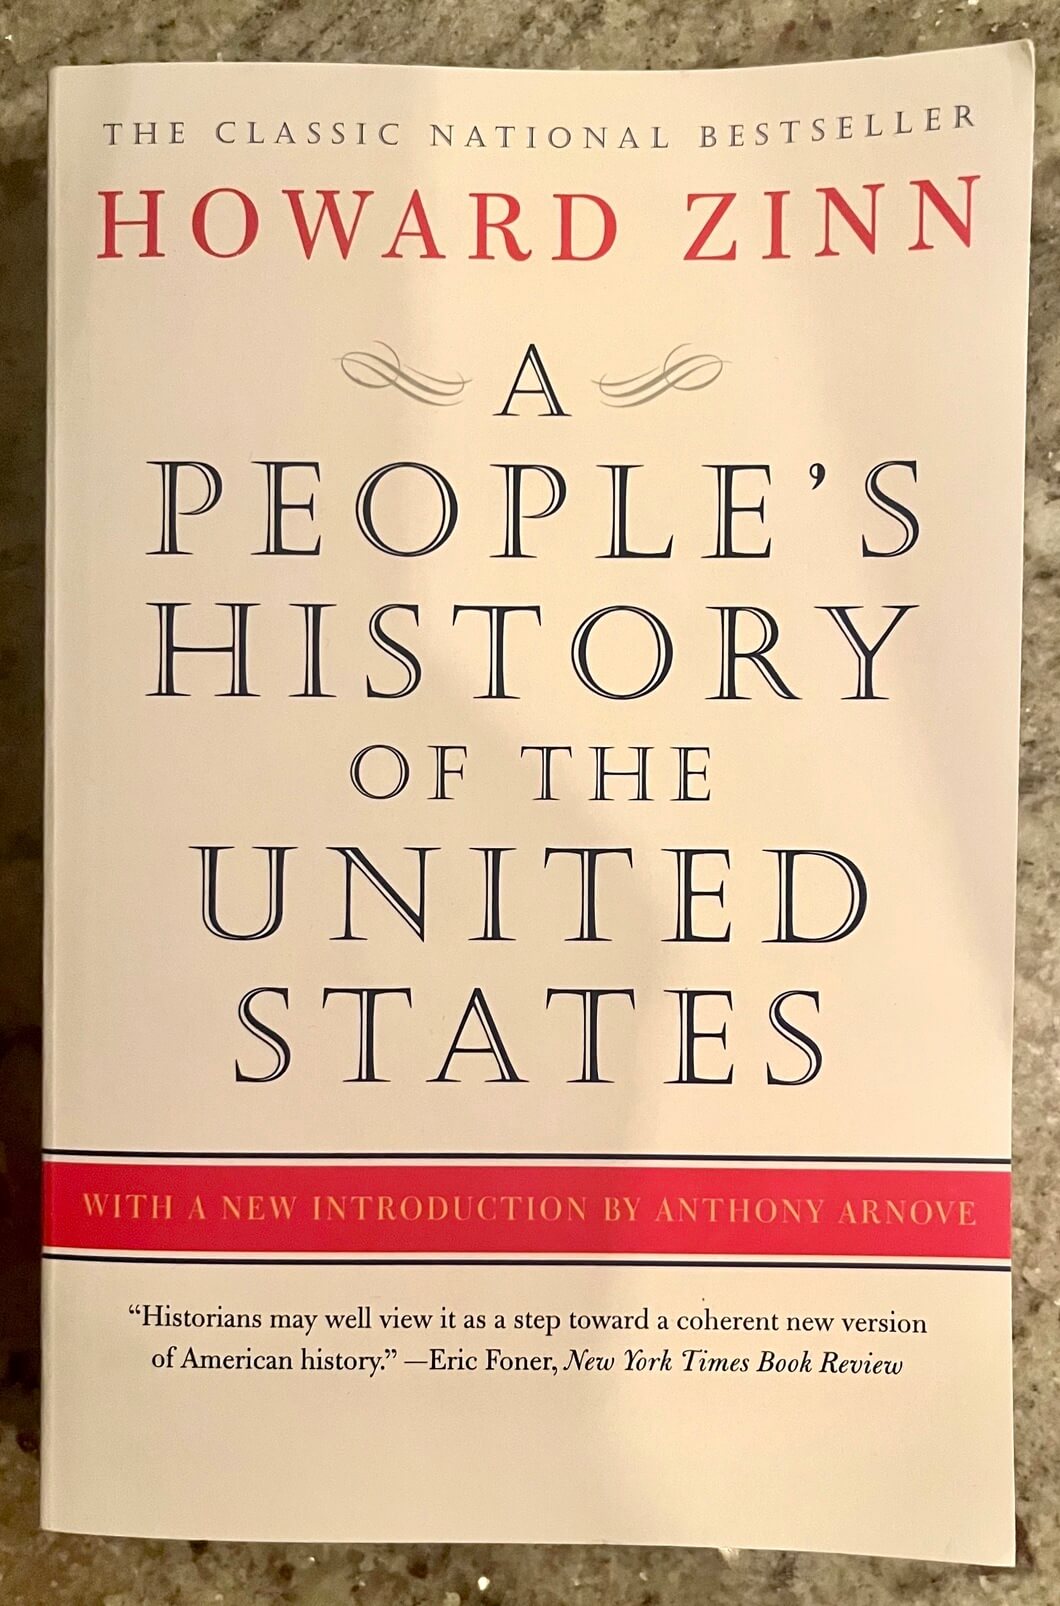 THE CLASSIC NATIONAL BESTSELLER
HOWARD ZINN
A
PEOPLE'S
HISTORY
OF THE
UNITED
STATES
WITH A NEW INTRODUCTION BY ANTHONY ARNOVE
“Historians may well view it as a step toward a coherent new version
of American history.” —Eric Foner, New York Times Book Review